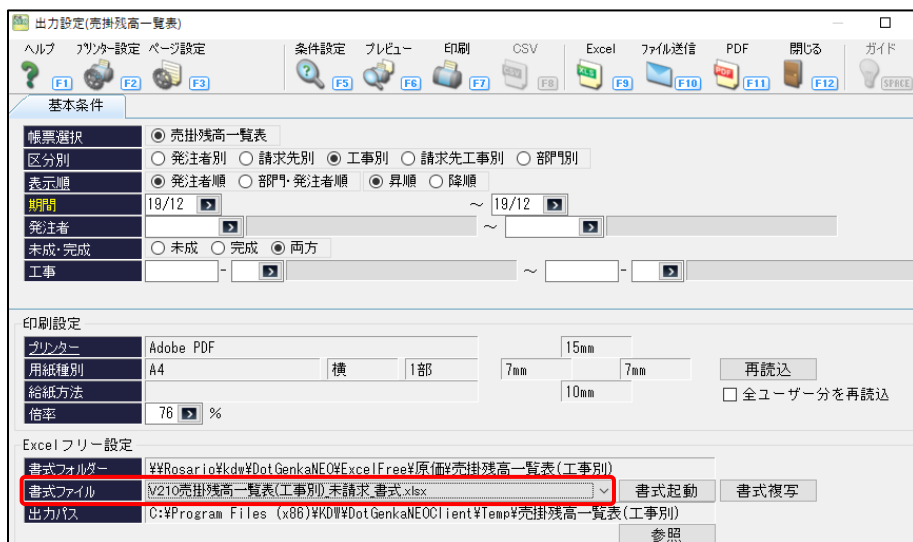 出力設定(売掛残高一覧表)
ヘルプ プリンター設定 ページ設定 条件設定 プレビュー 印刷 CSV Excel ファイル送信 PDF 閉じる ガイド
F1 F2 F3 F5 F6 F7 F8 F9 F10 F11 F12 SPACE
基本条件
帳票選択 売掛残高一覧表
区分別 発注者別 請求先別 工事別 請求先工事別 部門別
表示順 発注者順 部門・発注者順 昇順 降順
期間 19/12 ～ 19/12
発注者 ～
未成・完成 未成 完成 両方
工事 - ～ -
印刷設定
プリンター Adobe PDF 15mm
用紙種別 A4 横 1部 7mm 7mm 再読込
給紙方法 10mm 全ユーザー分を再読込
倍率 76 %
Excelフリー設定
書式フォルダー ¥¥Rosario¥kdw¥DotGenkaNEO¥ExcelFree¥原価¥売掛残高一覧表(工事別)
書式ファイル V210売掛残高一覧表(工事別)_未請求_書式.xlsx 書式起動 書式複写
出力パス C:¥Program Files (x86)¥KDW¥DotGenkaNEOClient¥Temp¥売掛残高一覧表(工事別)
参照